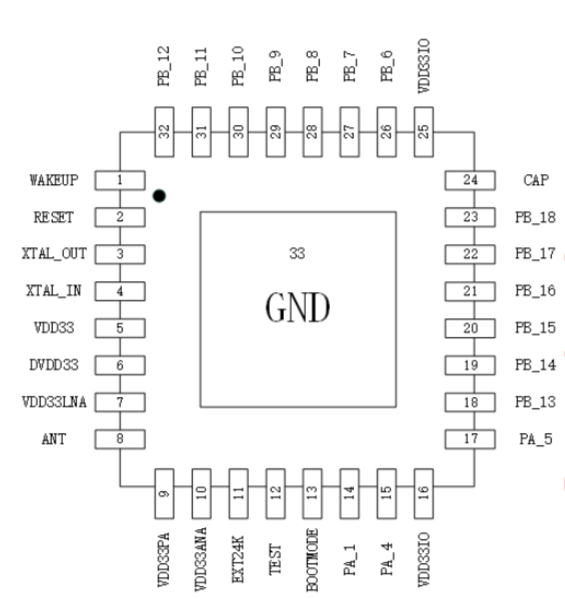 PB_12 PB_11 PB_10 PB_9 PB_8 PB_7 PB_6 VDD33IO
32 31 30 29 28 27 26 25
WAKEUP 1 24 CAP
RESET 2 23 PB_18
XTAL_OUT 3 22 PB_17
33
XTAL_IN 4 21 PB_16
GND
VDD33 5 20 PB_15
DVDD33 6 19 PB_14
VDD33LNA 7 18 PB_13
ANT 8 17 PA_5
9 10 11 12 13 14 15 16
VDD33PA VDD33ANA EXT24K TEST BOOTMODE PA_1 PA_4 VDD33IO